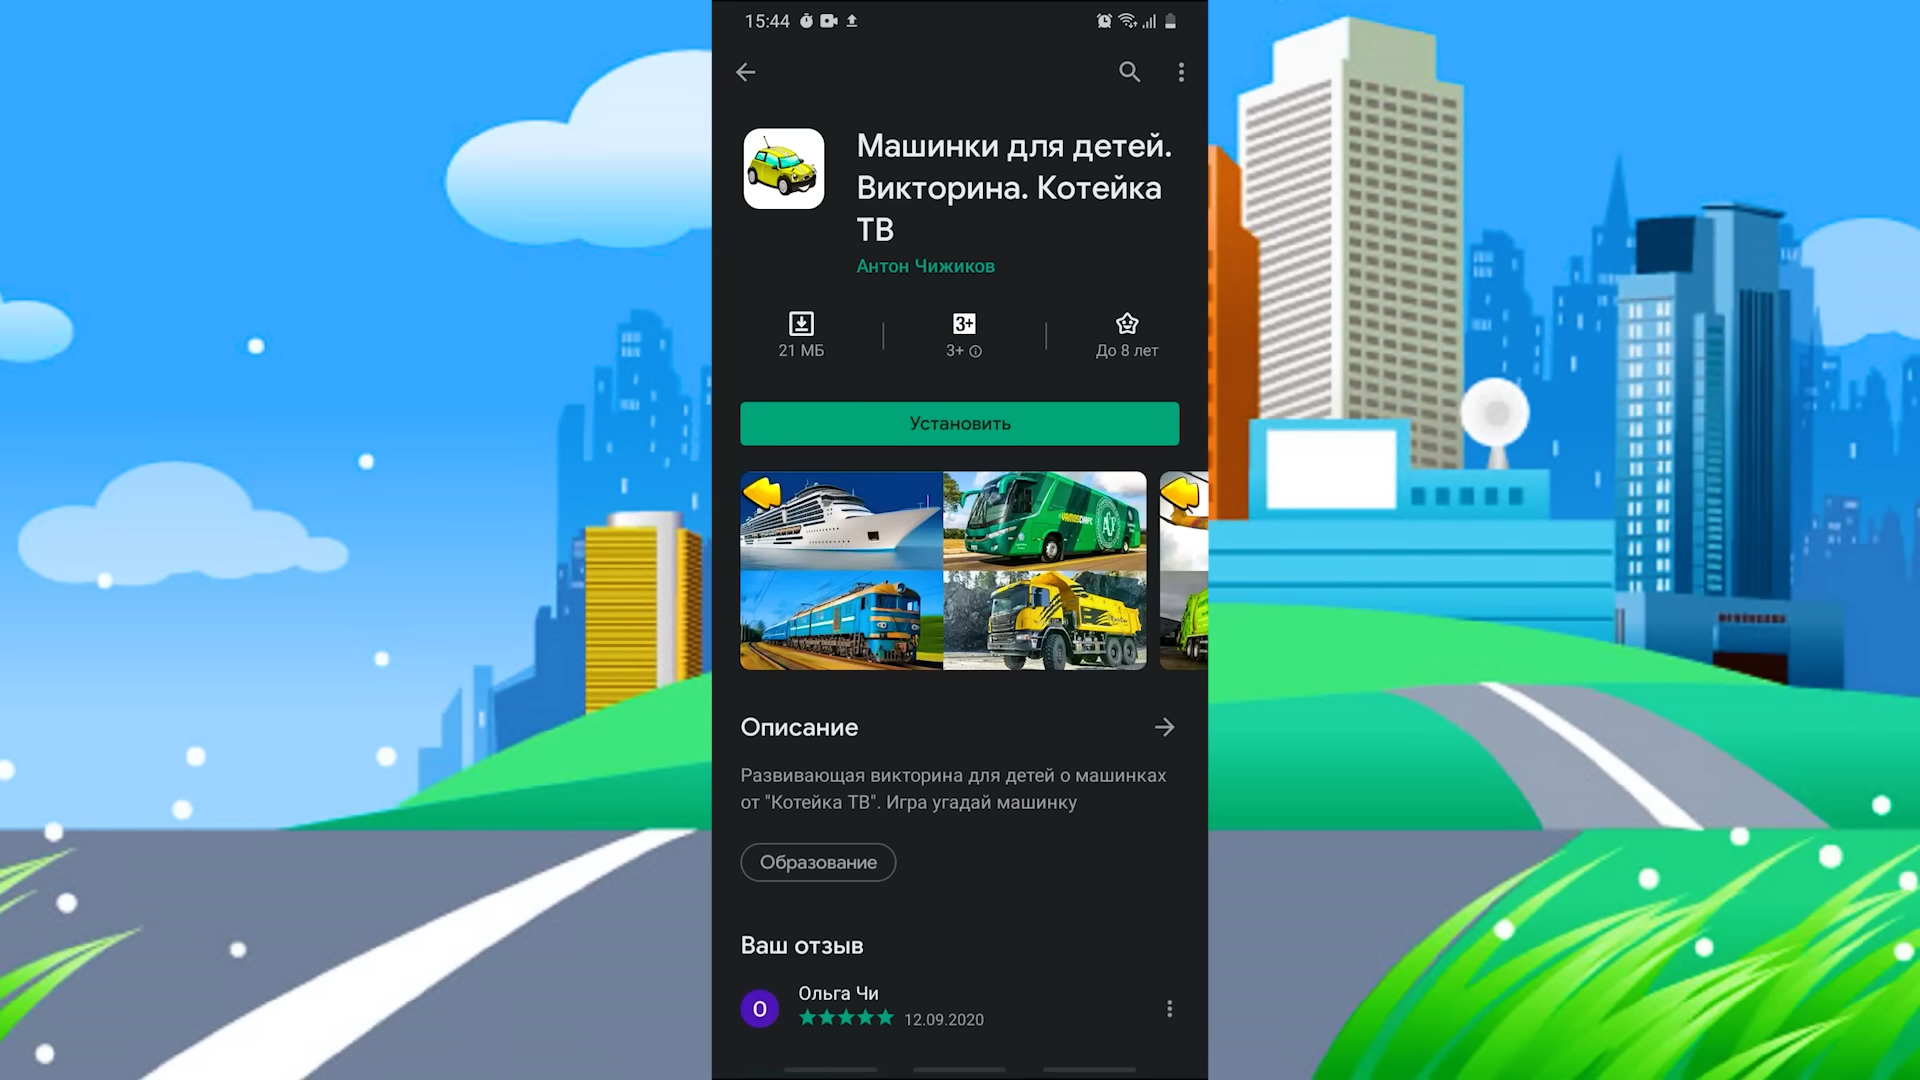 15:44
Машинки для детей.
Викторина. Котейка
ТВ
Антон Чижиков
3+
21 МБ
3+
До 8 лет
Установить
#VAMOSCHAPE
Описание
Развивающая викторина для детей о машинках
от "Котейка ТВ". Игра угадай машинку
Образование
Ваш отзыв
О
Ольга Чи
12.09.2020